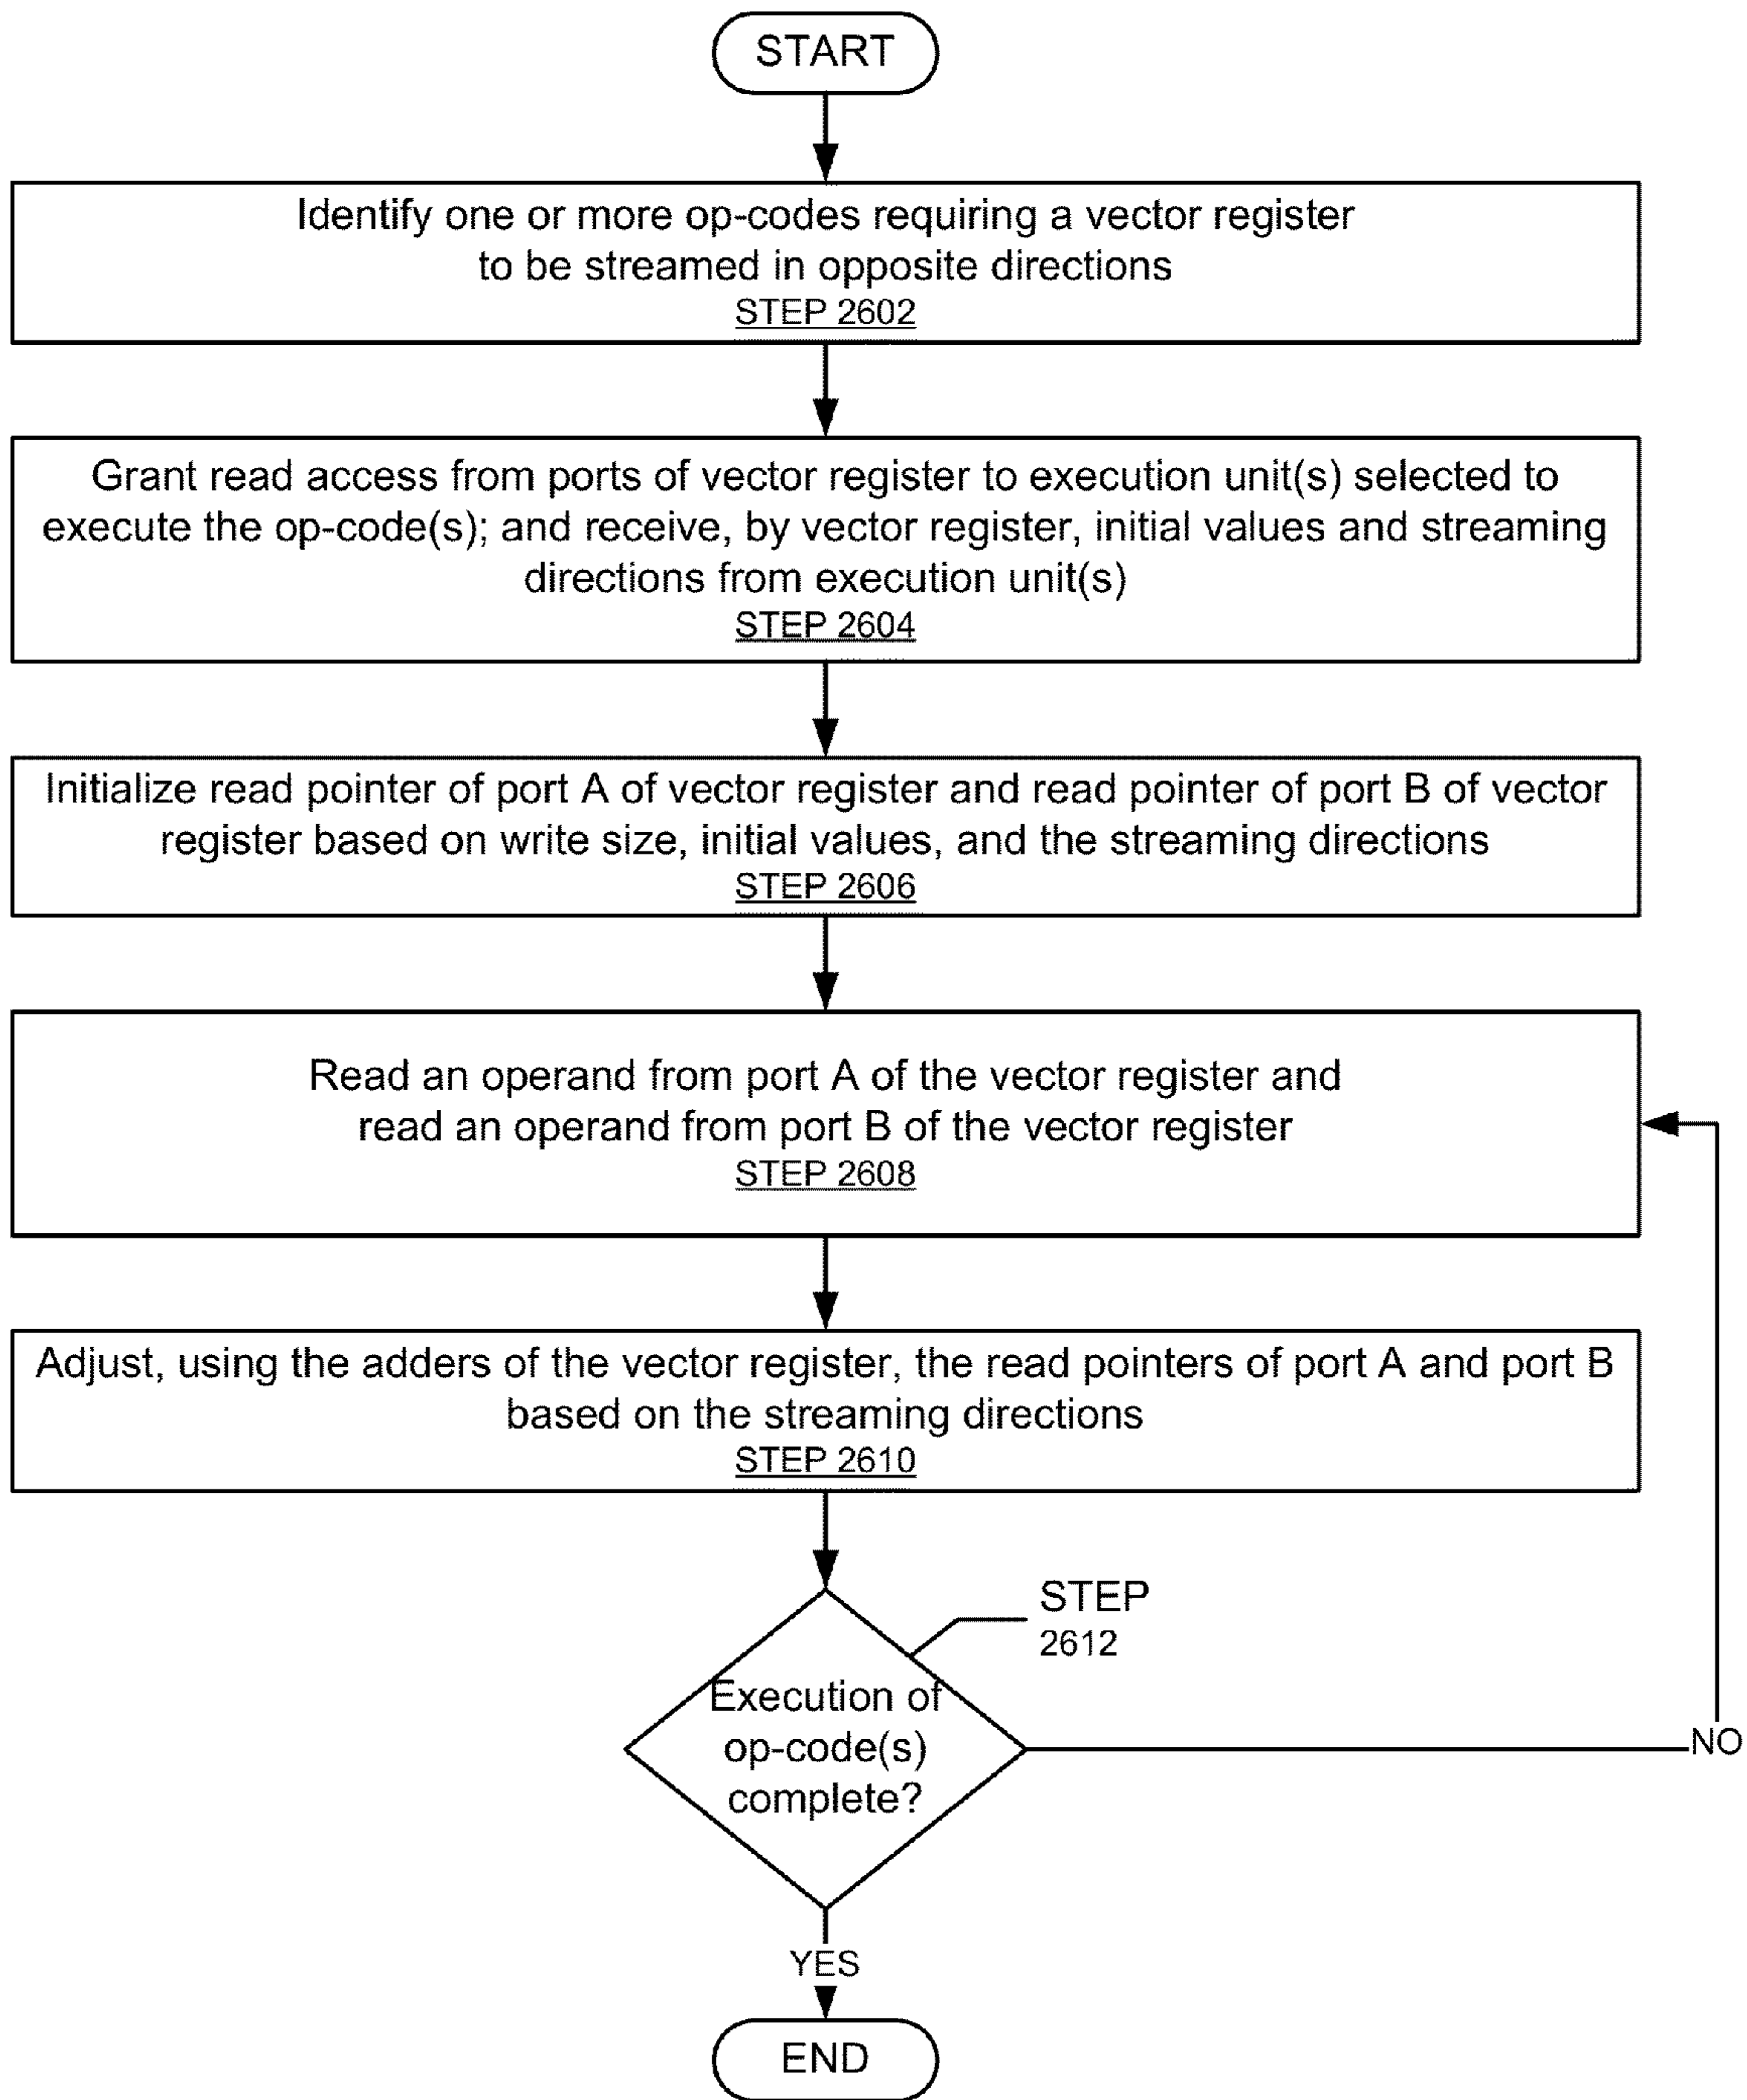 START
Identify one or more op-codes requiring a vector register
to be streamed in opposite directions
STEP 2602
Grant read access from ports of vector register to execution unit(s) selected to
execute the op-code(s); and receive, by vector register, initial values and streaming
directions from execution unit(s)
STEP 2604
Initialize read pointer of port A of vector register and read pointer of port B of vector
register based on write size, initial values, and the streaming directions
STEP 2606
Read an operand from port A of the vector register and
read an operand from port B of the vector register
STEP 2608
Adjust, using the adders of the vector register, the read pointers of port A and port B
based on the streaming directions
STEP 2610
STEP
2612
Execution of
op-code(s)
complete?
NO
YES
END